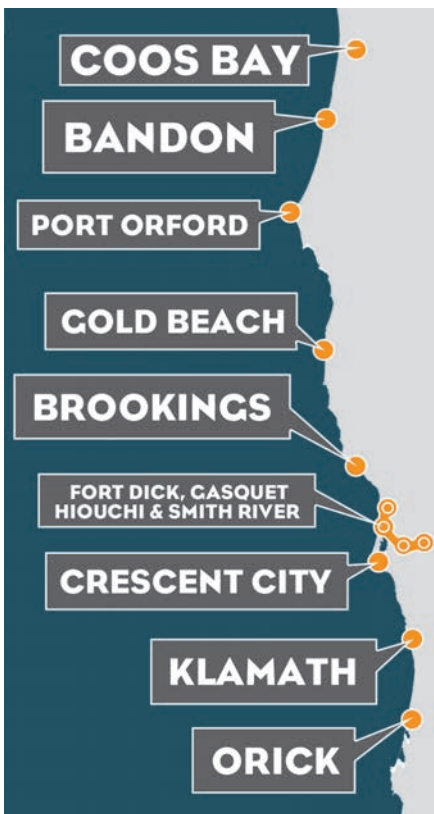 COOS BAY
BANDON
PORT ORFORD
GOLD BEACH
BROOKINGS
FORT DICK, GASQUET
HIOUCHI & SMITH RIVER
CRESCENT CITY
KLAMATH
ORICK